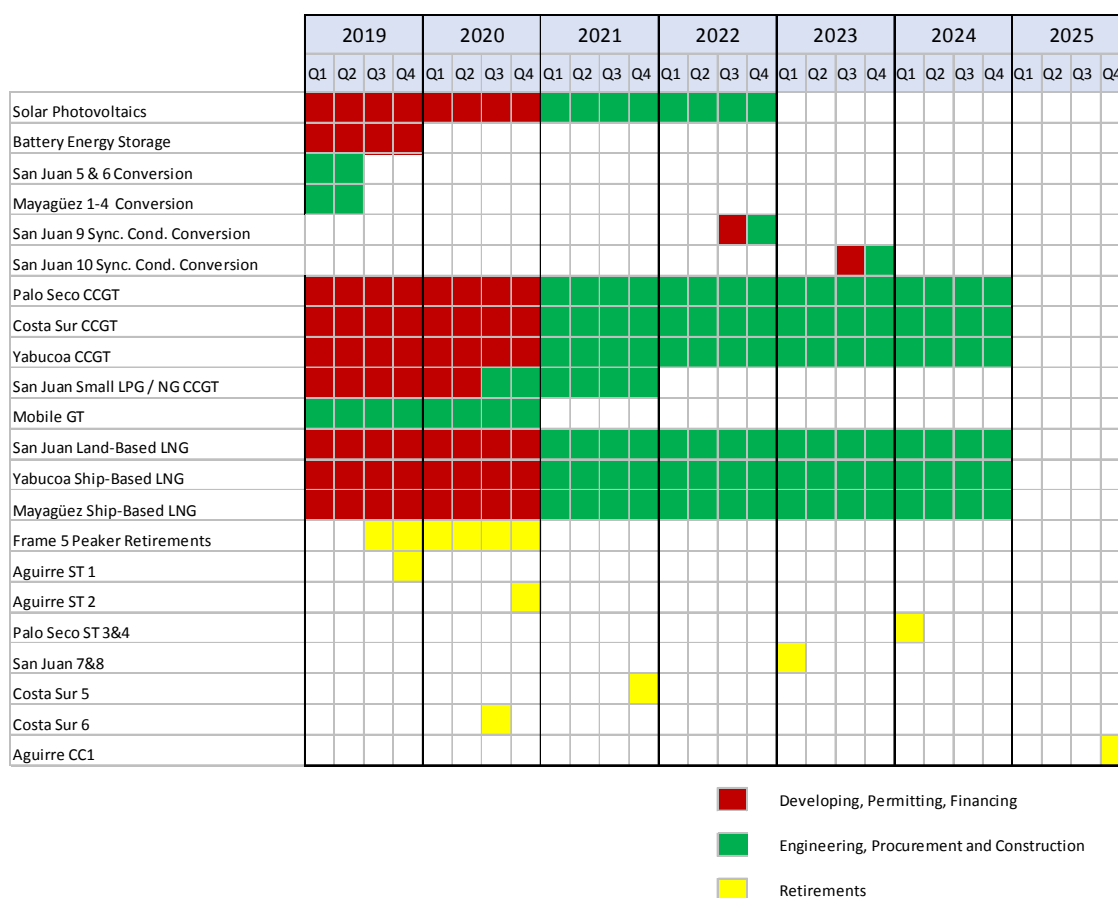 2019 2020 2021 2022 2023 2024 2025
Q1 Q2 Q3 Q4 Q1 Q2 Q3 Q4 Q1 Q2 Q3 Q4 Q1 Q2 Q3 Q4 Q1 Q2 Q3 Q4 Q1 Q2 Q3 Q4 Q1 Q2 Q3 Q4
Solar Photovoltaics
Battery Energy Storage
San Juan 5 & 6 Conversion
Mayagüez 1-4 Conversion
San Juan 9 Sync. Cond. Conversion
San Juan 10 Sync. Cond. Conversion
Palo Seco CCGT
Costa Sur CCGT
Yabucoa CCGT
San Juan Small LPG / NG CCGT
Mobile GT
San Juan Land-Based LNG
Yabucoa Ship-Based LNG
Mayagüez Ship-Based LNG
Frame 5 Peaker Retirements
Aguirre ST 1
Aguirre ST 2
Palo Seco ST 3&4
San Juan 7&8
Costa Sur 5
Costa Sur 6
Aguirre CC1
Developing, Permitting, Financing
Engineering, Procurement and Construction
Retirements